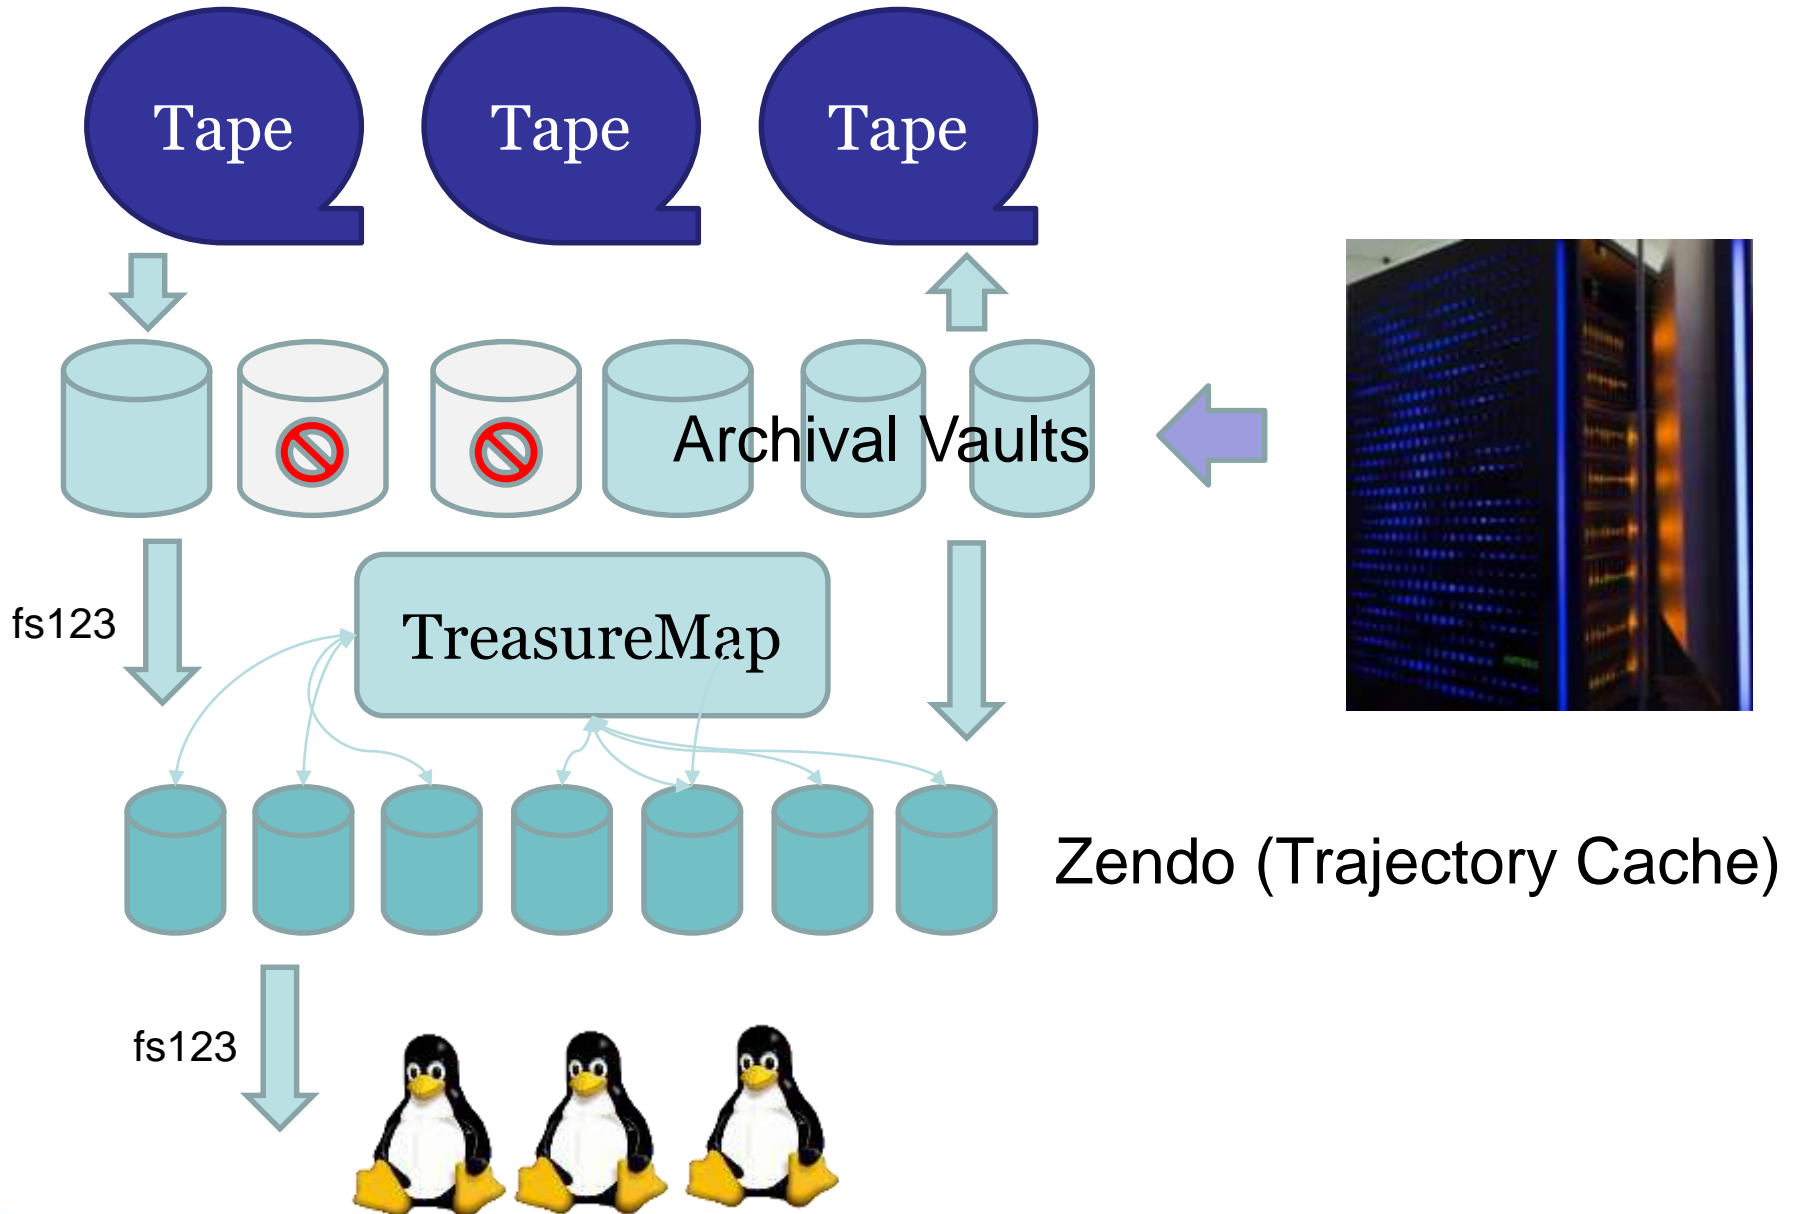 Tape
Tape
Tape
Archival Vaults
fs123
TreasureMap
Zendo (Trajectory Cache)
fs123